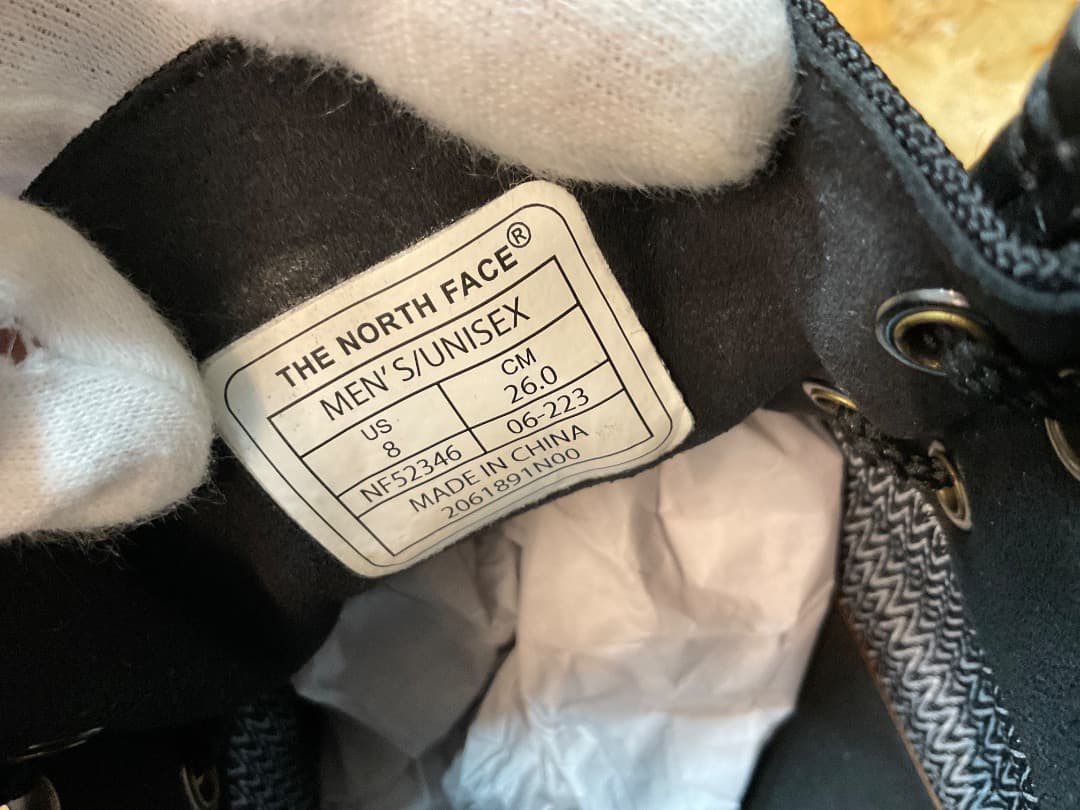 THE NORTH FACE®
MEN'S/UNISEX
US CM
8 26.0
NF52346 06-223
MADE IN CHINA
2061891N00